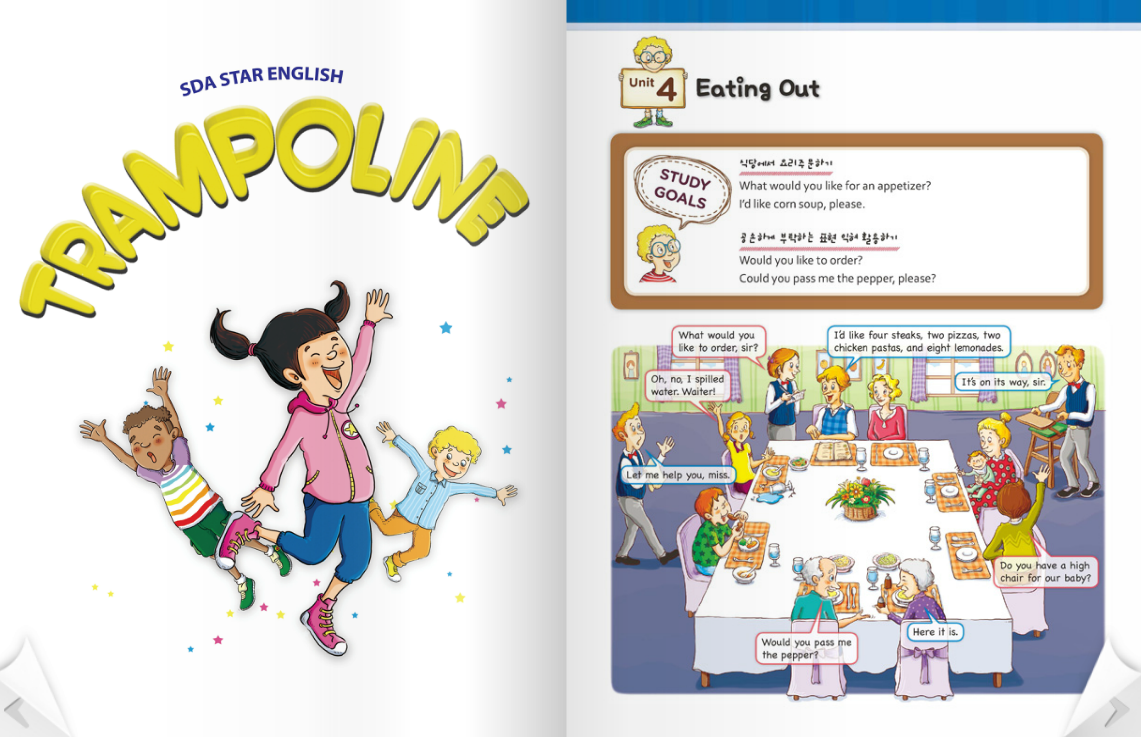 SDA STAR ENGLISH
TRAMPOLINE
Unit 4 Eating Out
STUDY
GOALS
식당에서 요리주문하기
What would you like for an appetizer?
I'd like corn soup, please.
공손하게 부탁하는 표현 익혀 활용하기
Would you like to order?
Could you pass me the pepper, please?
What would you
like to order, sir?
I'd like four steaks, two pizzas, two
chicken pastas, and eight lemonades.
Oh, no, I spilled
water. Waiter!
It's on its way, sir.
Let me help you, miss.
Do you have a high
chair for our baby?
Here it is.
Would you pass me
the pepper?